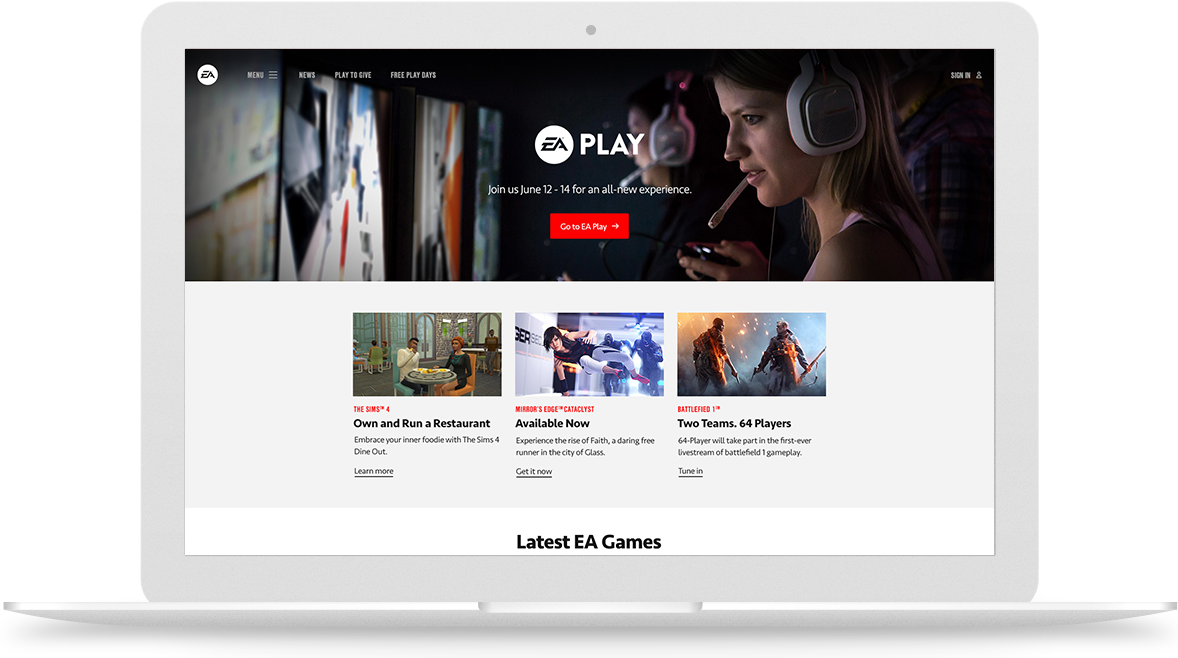 EA MENU NEWS PLAY TO GIVE FREE PLAY DAYS SIGN IN
EA PLAY
Join us June 12 - 14 for an all-new experience.
Go to EA Play →
THE SIMS™ 4
Own and Run a Restaurant
Embrace your inner foodie with The Sims 4
Dine Out.
Learn more
MIRROR'S EDGE™CATACLYST
Available Now
Experience the rise of Faith, a daring free
runner in the city of Glass.
Get it now
BATTLEFIED 1™
Two Teams. 64 Players
64-Player will take part in the first-ever
livestream of battlefield 1 gameplay.
Tune in
Latest EA Games